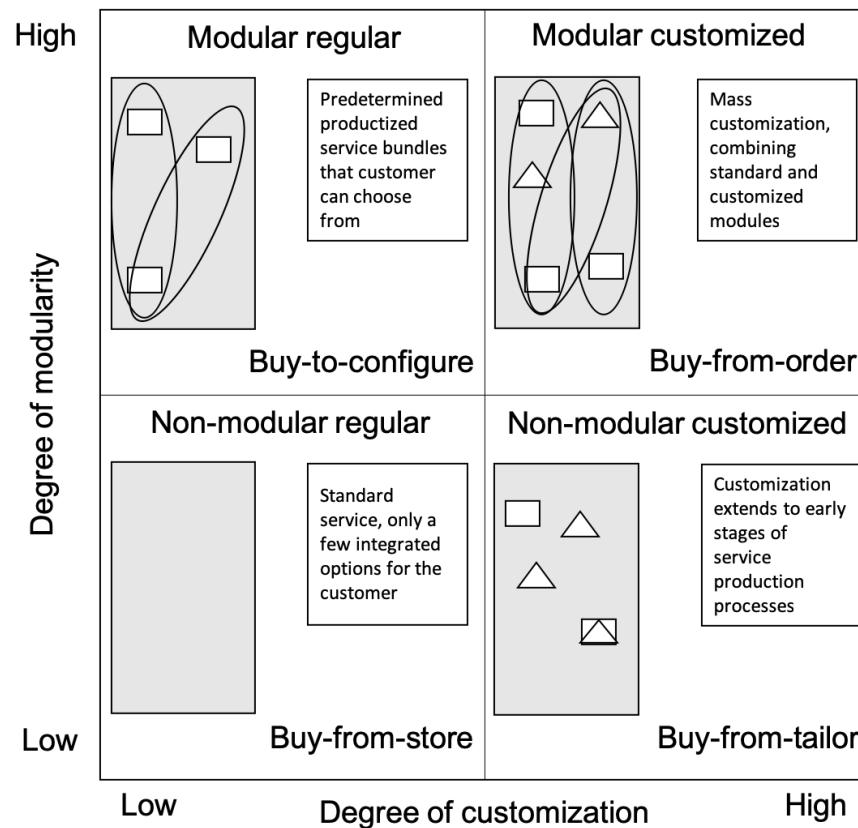 High
Modular regular
Modular customized
Predetermined
productized
service bundles
that customer
can choose
from
Mass
customization,
combining
standard and
customized
modules
Buy-to-configure
Buy-from-order
Degree of modularity
Non-modular regular
Non-modular customized
Standard
service, only a
few integrated
options for the
customer
Customization
extends to early
stages of
service
production
processes
Buy-from-store
Buy-from-tailor
Low
Low
Degree of customization
High